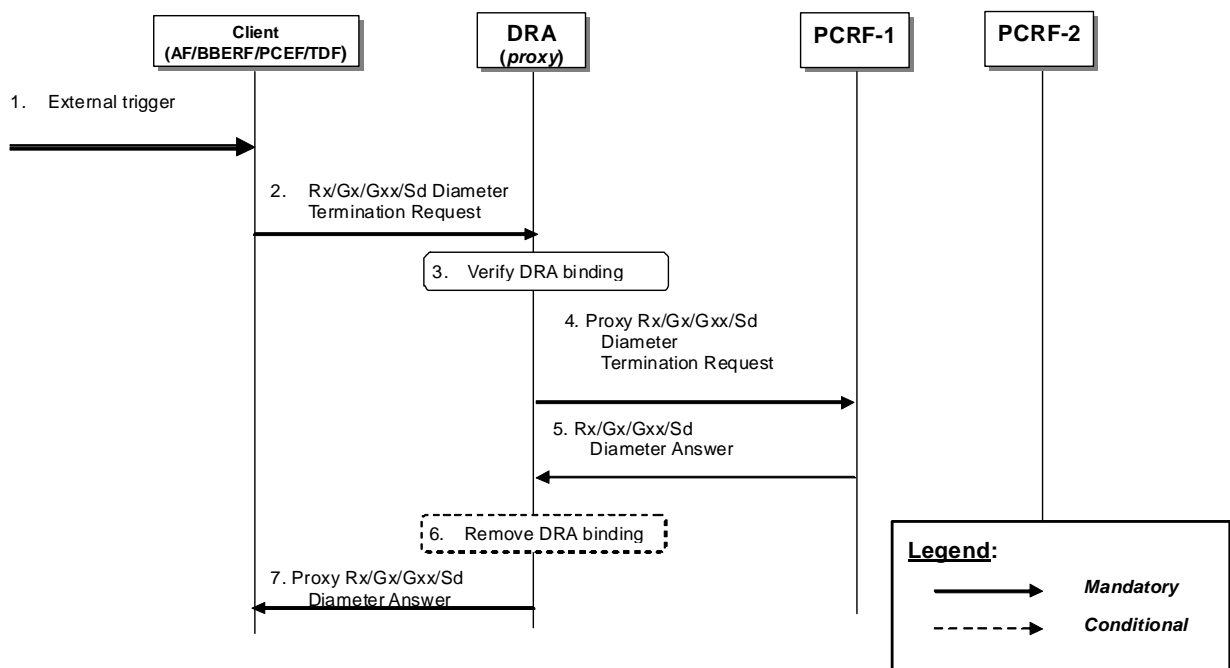 Client
(AF/BBERF/PCEF/TDF)
DRA
(proxy)
PCRF-1
PCRF-2
1. External trigger
2. Rx/Gx/Gxx/Sd Diameter
Termination Request
3. Verify DRA binding
4. Proxy Rx/Gx/Gxx/Sd
Diameter
Termination Request
5. Rx/Gx/Gxx/Sd
Diameter Answer
6. Remove DRA binding
7. Proxy Rx/Gx/Gxx/Sd
Diameter Answer
Legend:
Mandatory
Conditional